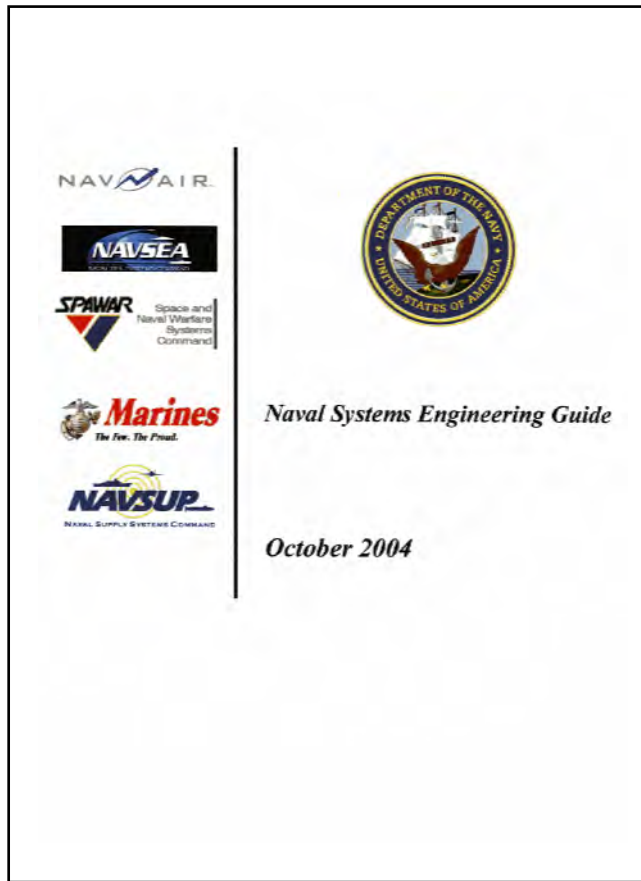 NAVAIR
NAVSEA
SPAWAR
Space and
Naval Warfare
Systems
Command
Marines
The Few. The Proud.
NAVSUP
NAVAL SUPPLY SYSTEMS COMMAND
DEPARTMENT OF THE NAVY
UNITED STATES OF AMERICA
Naval Systems Engineering Guide
October 2004